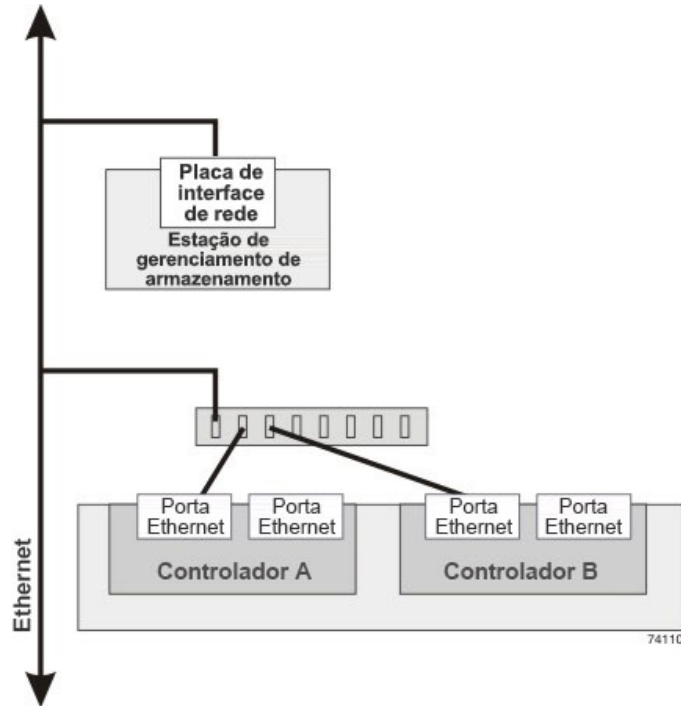 Placa de
interface
de rede
Estação de
gerenciamento de
armazenamento
Ethernet
Porta
Ethernet
Porta
Ethernet
Porta
Ethernet
Porta
Ethernet
Controlador A
Controlador B
74110